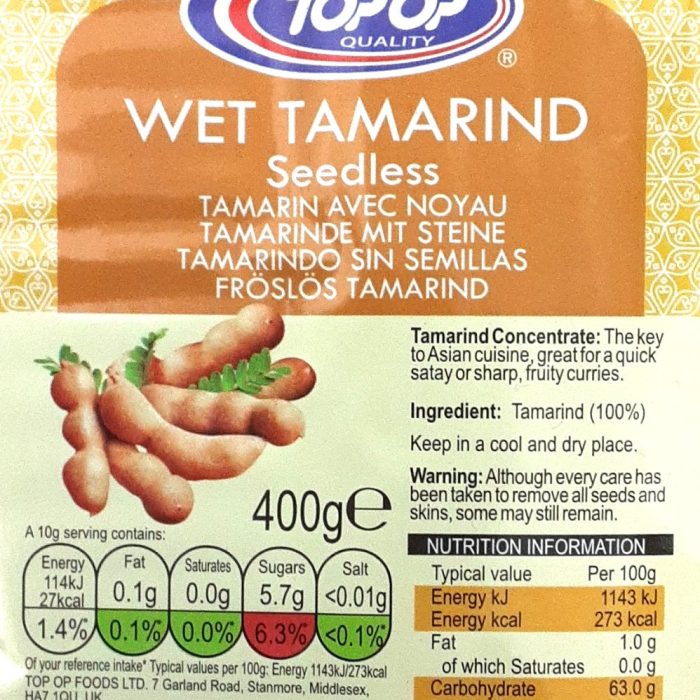 TOP OP
QUALITY
®
WET TAMARIND
Seedless
TAMARIN AVEC NOYAU
TAMARINDE MIT STEINE
TAMARINDO SIN SEMILLAS
FRÖSLÖS TAMARIND
Tamarind Concentrate: The key
to Asian cuisine, great for a quick
satay or sharp, fruity curries.
Ingredient: Tamarind (100%)
Keep in a cool and dry place.
Warning: Although every care has
been taken to remove all seeds and
skins, some may still remain.
400g℮
A 10g serving contains:
Energy Fat Saturates Sugars Salt
114kJ
27kcal 0.1g 0.0g 5.7g <0.01g
1.4% 0.1% 0.0% 6.3% <0.1%
Of your reference intake* Typical values per 100g: Energy 1143kJ/273kcal
TOP OP FOODS LTD. 7 Garland Road, Stanmore, Middlesex,
HA7 1QU UK
NUTRITION INFORMATION
Typical value Per 100g
Energy kJ 1143 kJ
Energy kcal 273 kcal
Fat 1.0 g
of which Saturates 0.0 g
Carbohydrate 63.0 g